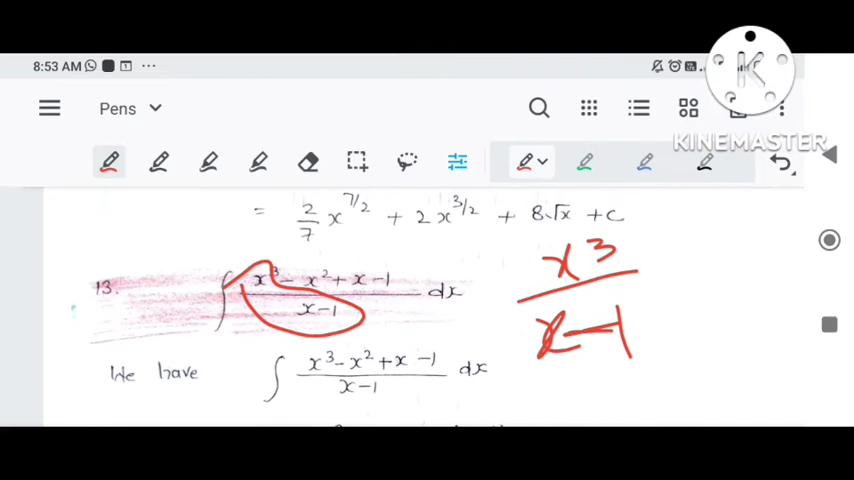 8:53 AM
K
KINEMASTER
Pens
= 2/7 x^7/2 + 2x^3/2 + 8√x + c
13. ∫ x³ - x² + x - 1 / x - 1 dx
x³ / x - 1
We have ∫ x³ - x² + x - 1 / x - 1 dx